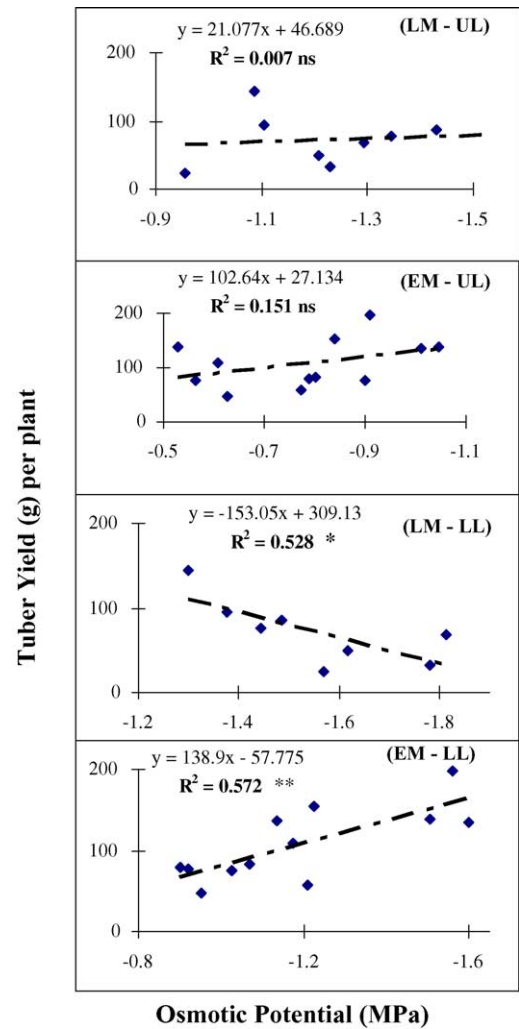 Tuber Yield (g) per plant
y = 21.077x + 46.689
(LM - UL)
R² = 0.007 ns
200
100
0
-0.9 -1.1 -1.3 -1.5
y = 102.64x + 27.134
(EM - UL)
R² = 0.151 ns
200
100
0
-0.5 -0.7 -0.9 -1.1
y = -153.05x + 309.13
(LM - LL)
R² = 0.528 *
200
100
0
-1.2 -1.4 -1.6 -1.8
y = 138.9x - 57.775
(EM - LL)
R² = 0.572 **
200
100
0
-0.8 -1.2 -1.6
Osmotic Potential (MPa)